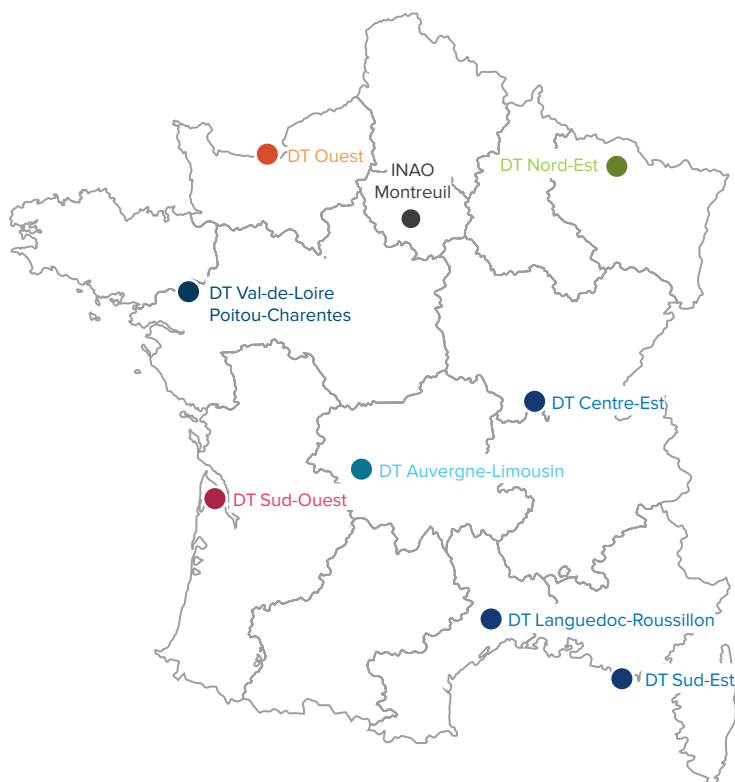 DT Ouest
INAO
Montreuil
DT Nord-Est
DT Val-de-Loire
Poitou-Charentes
DT Centre-Est
DT Auvergne-Limousin
DT Sud-Ouest
DT Languedoc-Roussillon
DT Sud-Est